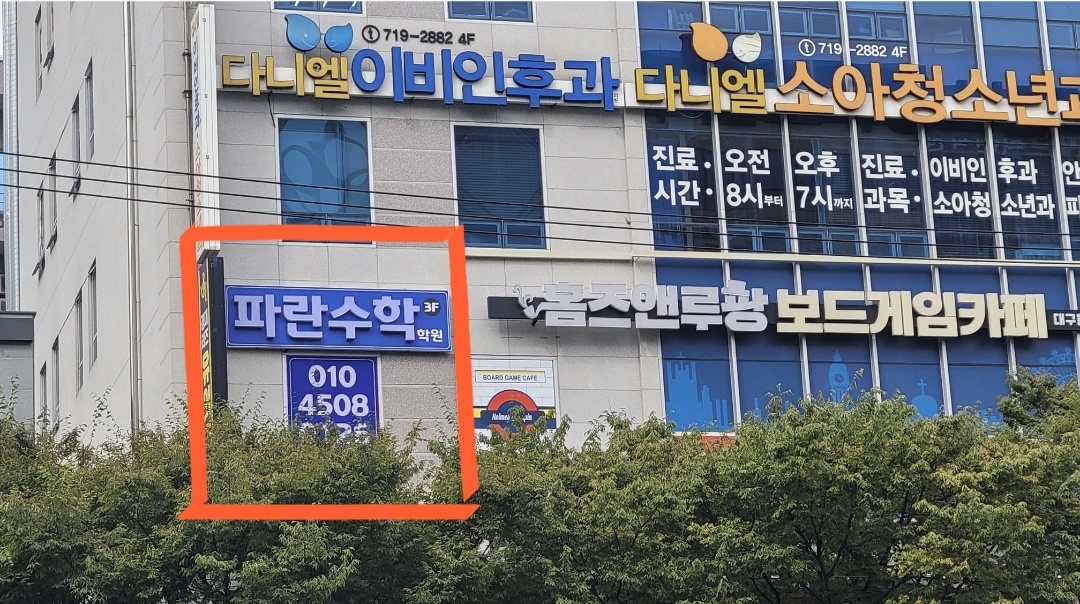 719-2882 4F
다니엘이비인후과
719-2882 4F
다니엘소아청소년과
진료· 오전 오후 진료· 이비인 후과
시간· 8시부터 7시까지 과목· 소아청 소년과
파란수학학원 3F
010
4508
홈즈앤루팡 보드게임카페
BOARD GAME CAFE